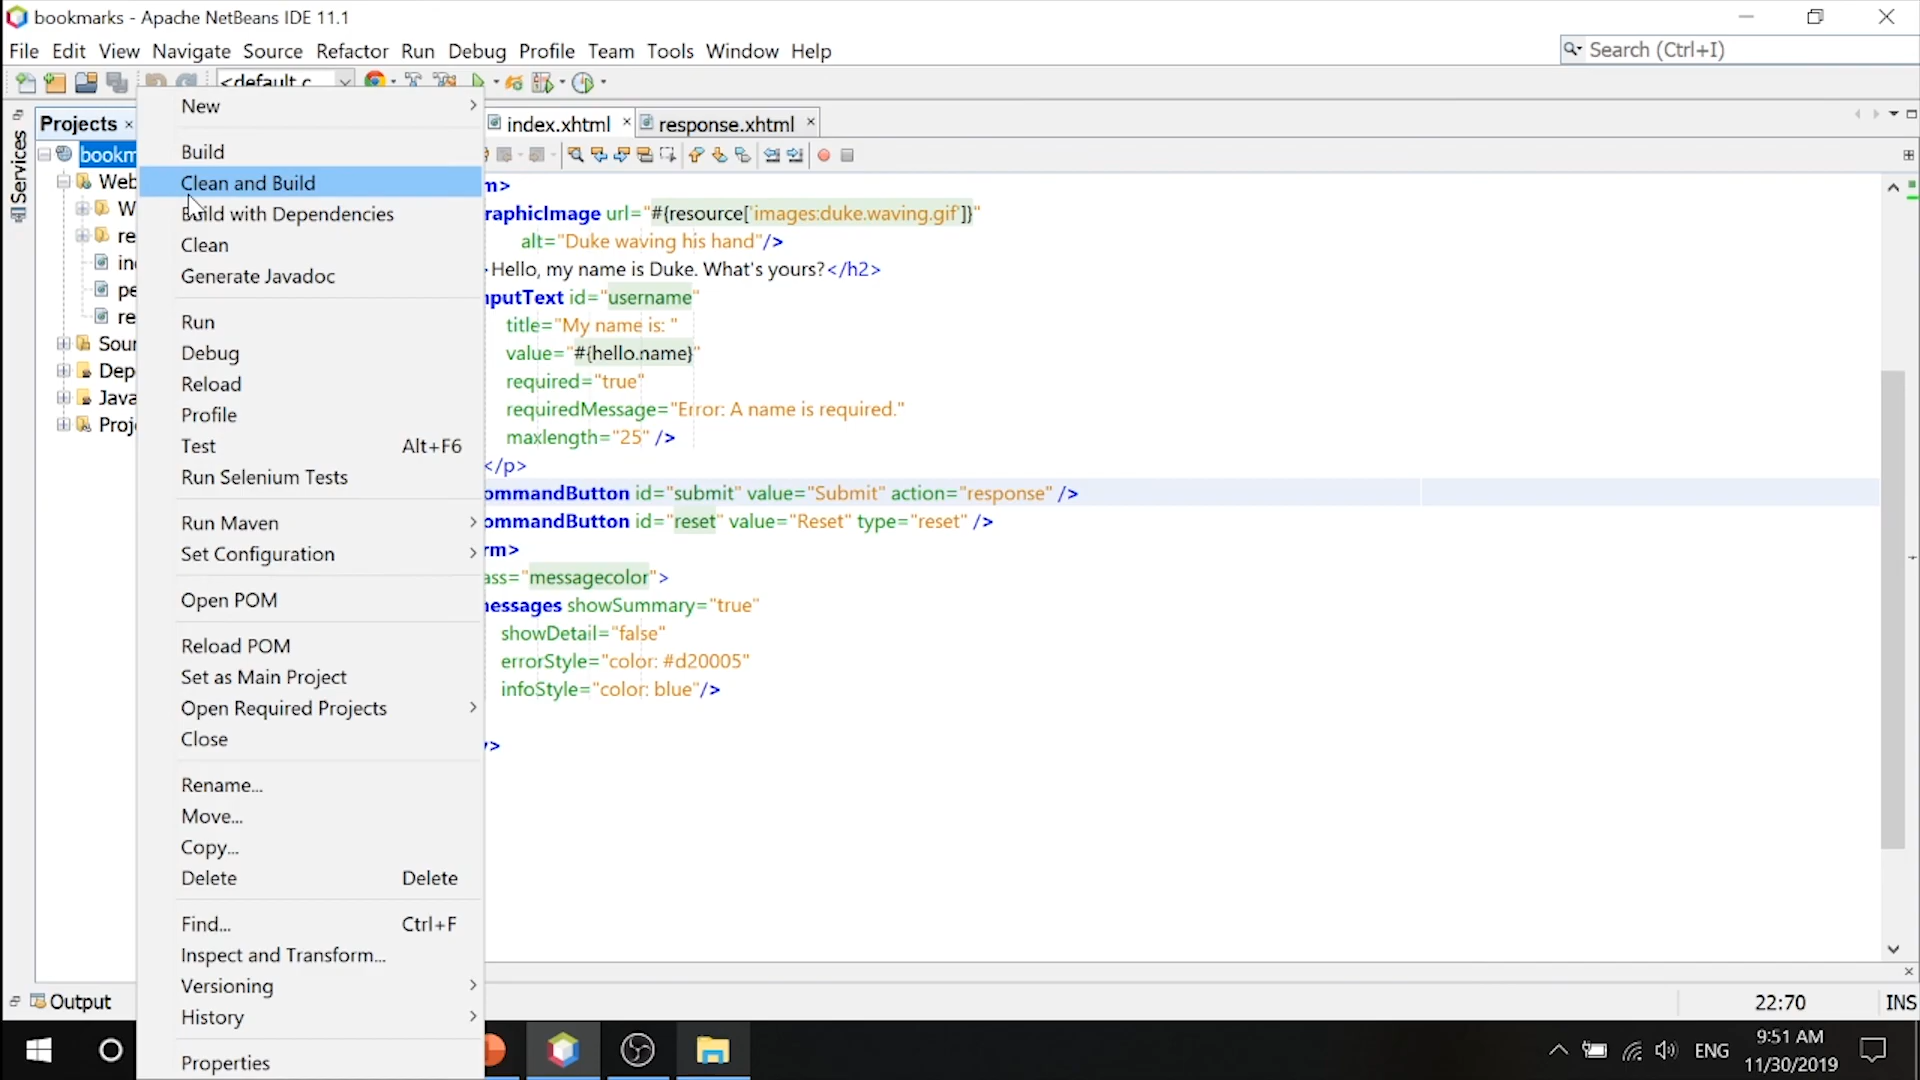 bookmarks - Apache NetBeans IDE 11.1
File Edit View Navigate Source Refactor Run Debug Profile Team Tools Window Help
Search (Ctrl+I)
<default c
Services
Projects
bookm
Web
W
re
in
pe
re
Sour
Dep
Java
Proj
New
Build
Clean and Build
Build with Dependencies
Clean
Generate Javadoc
Run
Debug
Reload
Profile
Test Alt+F6
Run Selenium Tests
Run Maven
Set Configuration
Open POM
Reload POM
Set as Main Project
Open Required Projects
Close
Rename...
Move...
Copy...
Delete Delete
Find... Ctrl+F
Inspect and Transform...
Versioning
History
Properties
index.xhtml response.xhtml
m>
raphicImage url="#{resource['images:duke.waving.gif']}"
alt="Duke waving his hand"/>
>Hello, my name is Duke. What's yours?</h2>
nputText id="username"
title="My name is: "
value="#{hello.name}"
required="true"
requiredMessage="Error: A name is required."
maxlength="25" />
</p>
ommandButton id="submit" value="Submit" action="response" />
ommandButton id="reset" value="Reset" type="reset" />
rm>
ass="messagecolor">
nessages showSummary="true"
showDetail="false"
errorStyle="color: #d20005"
infoStyle="color: blue"/>
y>
Output
22:70 INS
ENG
9:51 AM
11/30/2019